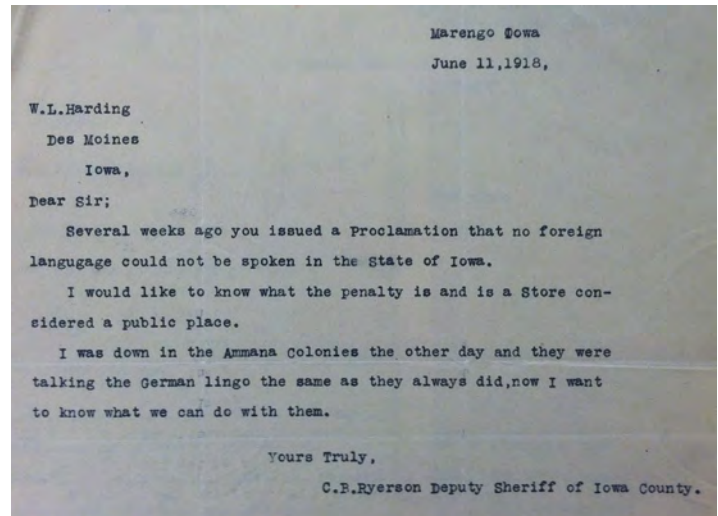 Marengo Iowa
June 11,1918,
W.L.Harding
Des Moines
Iowa,
Dear Sir;
Several weeks ago you issued a Proclamation that no foreign
langugage could not be spoken in the State of Iowa.
I would like to know what the penalty is and is a Store con-
sidered a public place.
I was down in the Ammana Colonies the other day and they were
talking the German lingo the same as they always did,now I want
to know what we can do with them.
Yours Truly,
C.B.Ryerson Deputy Sheriff of Iowa County.